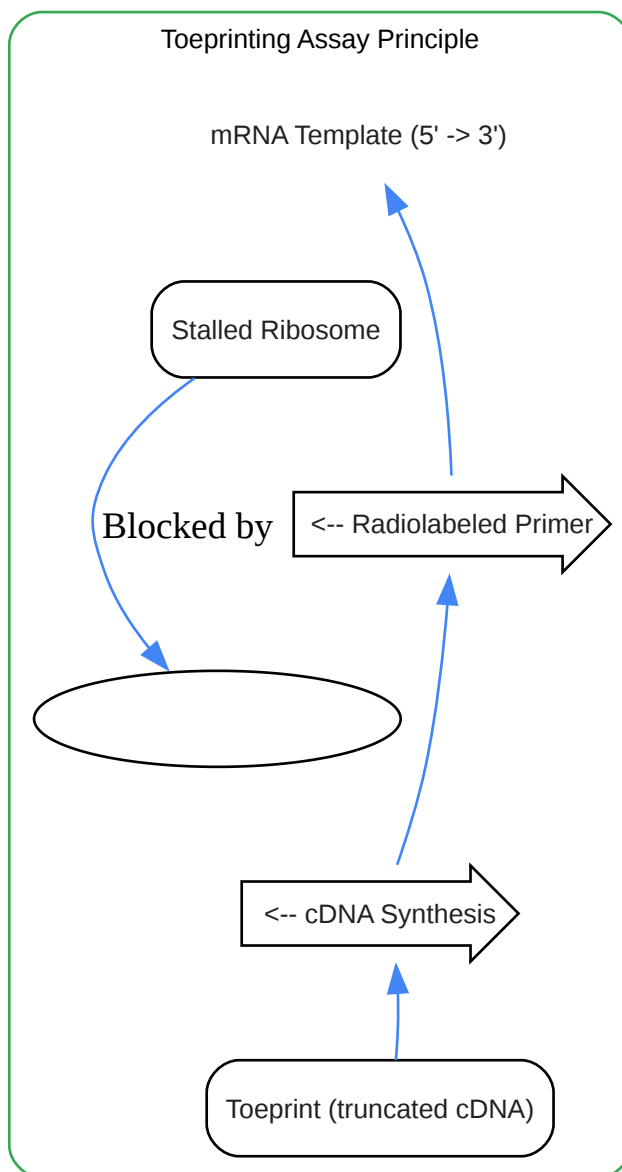 Toeprinting Assay Principle
mRNA Template (5' -> 3')
Stalled Ribosome
Blocked by
<-- Radiolabeled Primer
<-- cDNA Synthesis
Toeprint (truncated cDNA)